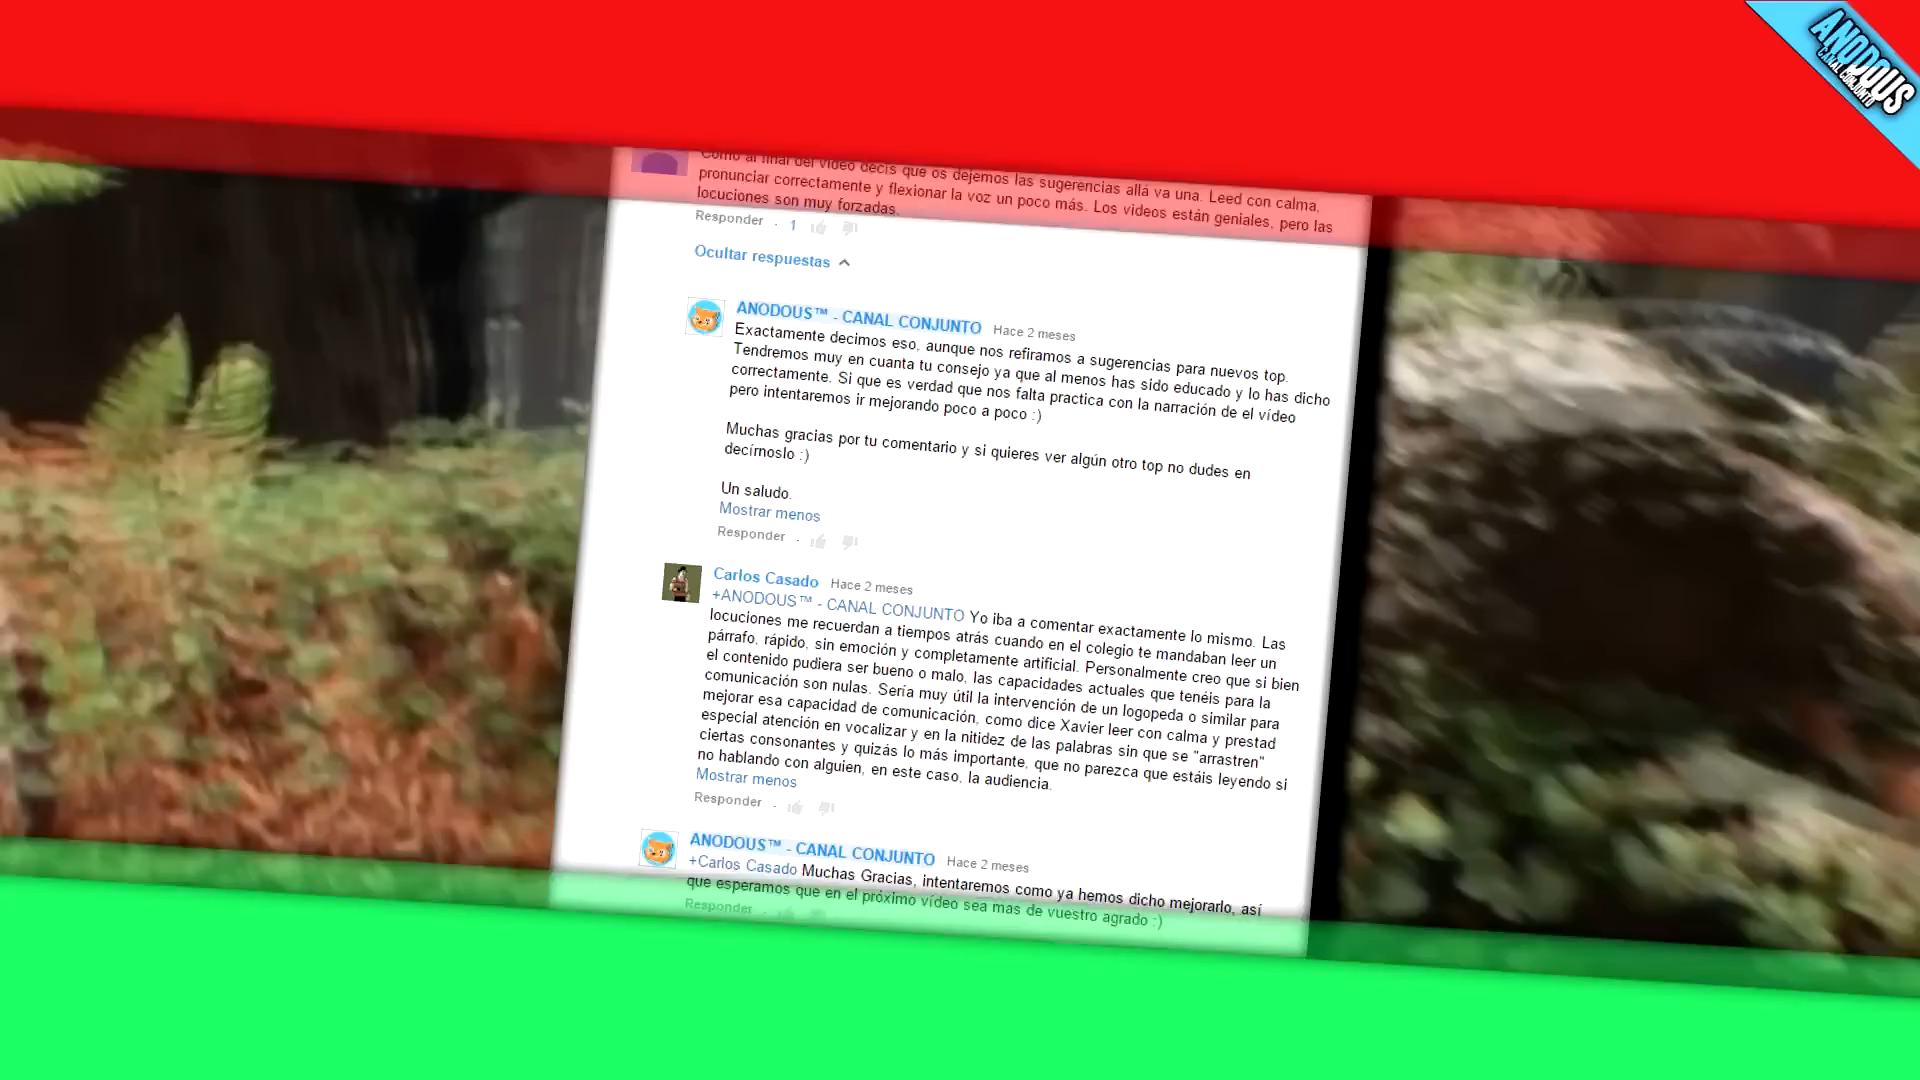 ANODOUS
CANAL CONJUNTO
Como al final del vídeo decís que os dejemos las sugerencias allá va una. Leed con calma,
pronunciar correctamente y flexionar la voz un poco más. Los videos están geniales, pero las
locuciones son muy forzadas.
Responder · 1
Ocultar respuestas
ANODOUS™ - CANAL CONJUNTO Hace 2 meses
Exactamente decimos eso, aunque nos refiramos a sugerencias para nuevos top.
Tendremos muy en cuanta tu consejo ya que al menos has sido educado y lo has dicho
correctamente. Si que es verdad que nos falta practica con la narración de el vídeo
pero intentaremos ir mejorando poco a poco :)
Muchas gracias por tu comentario y si quieres ver algún otro top no dudes en
decírnoslo :)
Un saludo.
Mostrar menos
Responder ·
Carlos Casado Hace 2 meses
+ANODOUS™ - CANAL CONJUNTO Yo iba a comentar exactamente lo mismo. Las
locuciones me recuerdan a tiempos atrás cuando en el colegio te mandaban leer un
párrafo, rápido, sin emoción y completamente artificial. Personalmente creo que si bien
el contenido pudiera ser bueno o malo, las capacidades actuales que tenéis para la
comunicación son nulas. Sería muy útil la intervención de un logopeda o similar para
mejorar esa capacidad de comunicación, como dice Xavier leer con calma y prestad
especial atención en vocalizar y en la nitidez de las palabras sin que se "arrastren"
ciertas consonantes y quizás lo más importante, que no parezca que estáis leyendo si
no hablando con alguien, en este caso, la audiencia.
Mostrar menos
Responder ·
ANODOUS™ - CANAL CONJUNTO Hace 2 meses
+Carlos Casado Muchas Gracias, intentaremos como ya hemos dicho mejorarlo, así
que esperamos que en el próximo vídeo sea mas de vuestro agrado :)
Responder ·